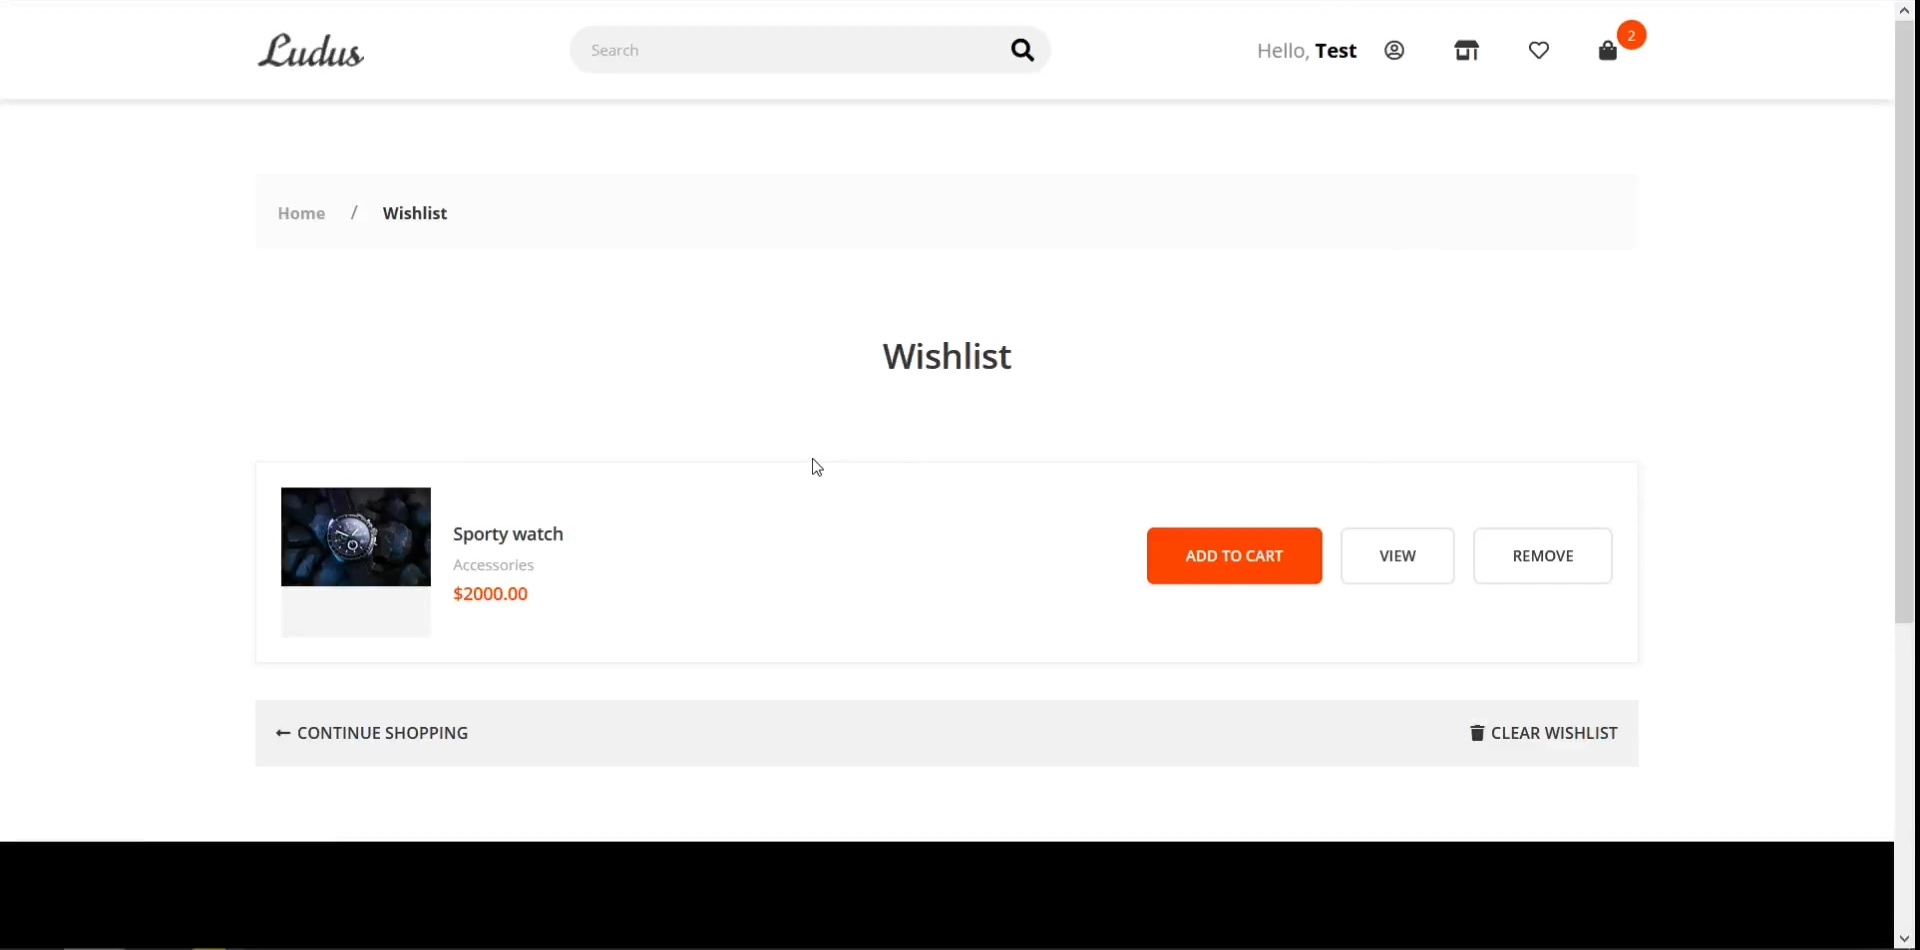 Ludus
Search
Hello, Test
2
Home / Wishlist
Wishlist
Sporty watch
Accessories
$2000.00
ADD TO CART
VIEW
REMOVE
← CONTINUE SHOPPING
CLEAR WISHLIST